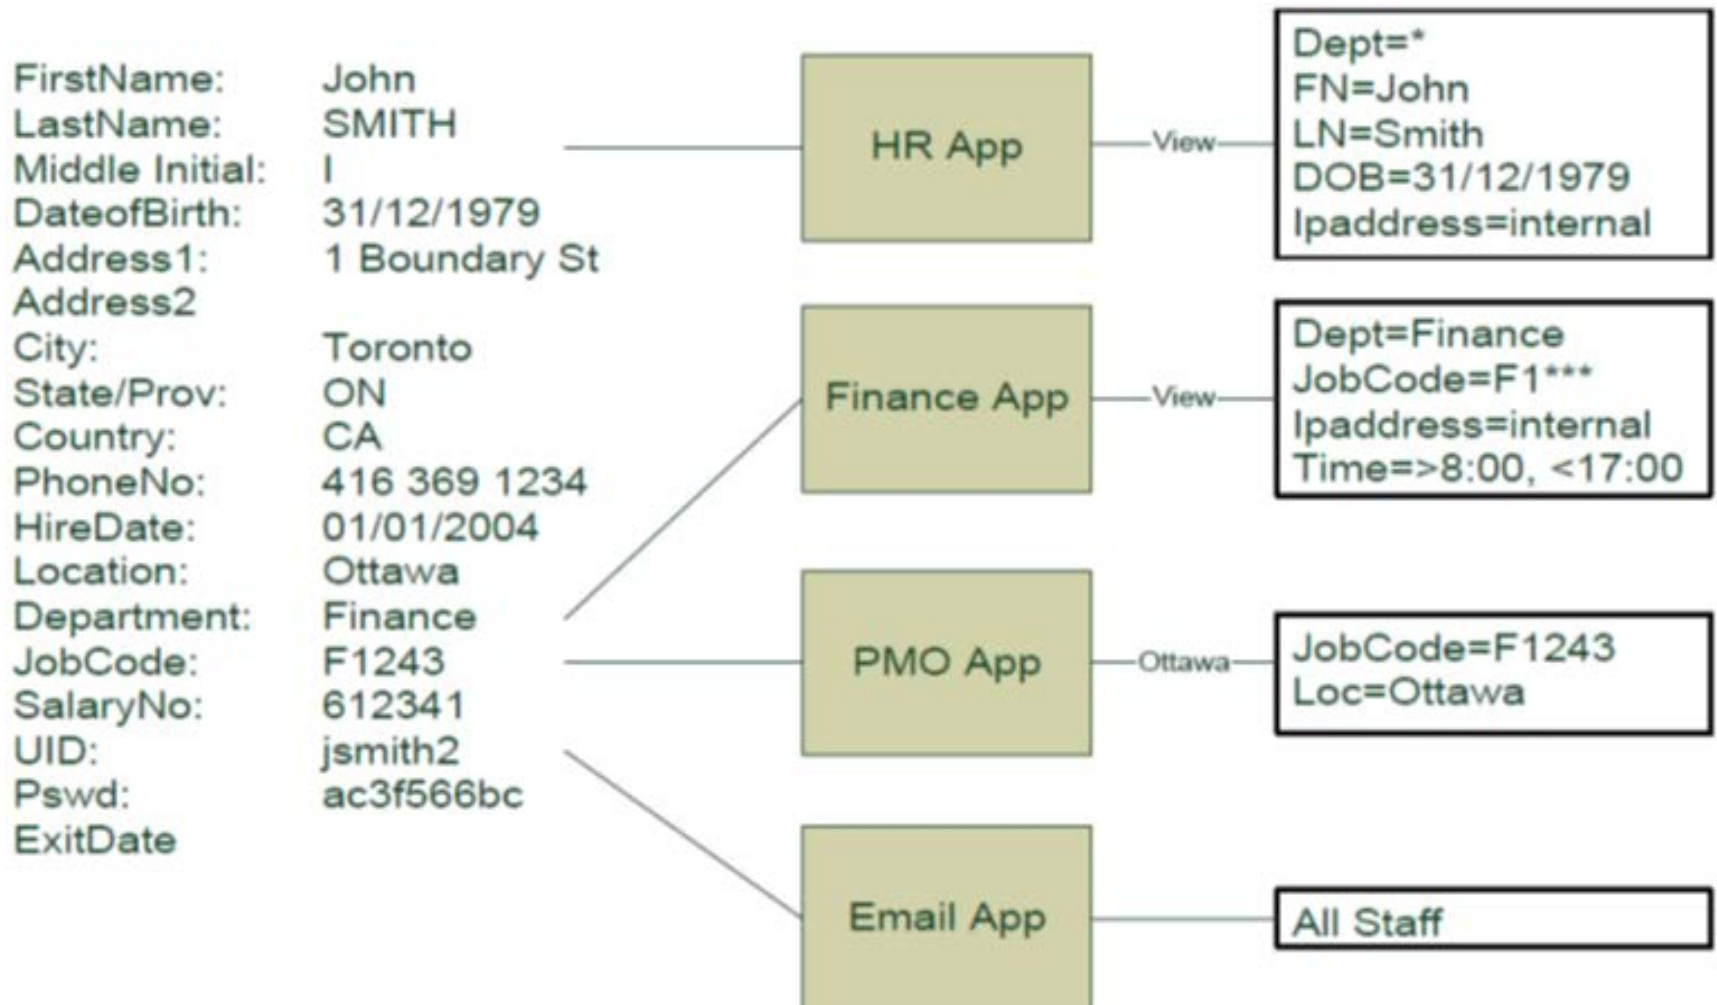 FirstName: John
LastName: SMITH
Middle Initial: I
DateofBirth: 31/12/1979
Address1: 1 Boundary St
Address2
City: Toronto
State/Prov: ON
Country: CA
PhoneNo: 416 369 1234
HireDate: 01/01/2004
Location: Ottawa
Department: Finance
JobCode: F1243
SalaryNo: 612341
UID: jsmith2
Pswd: ac3f566bc
ExitDate
HR App
View
Dept=*
FN=John
LN=Smith
DOB=31/12/1979
Ipaddress=internal
Finance App
View
Dept=Finance
JobCode=F1***
Ipaddress=internal
Time=>8:00, <17:00
PMO App
Ottawa
JobCode=F1243
Loc=Ottawa
Email App
All Staff